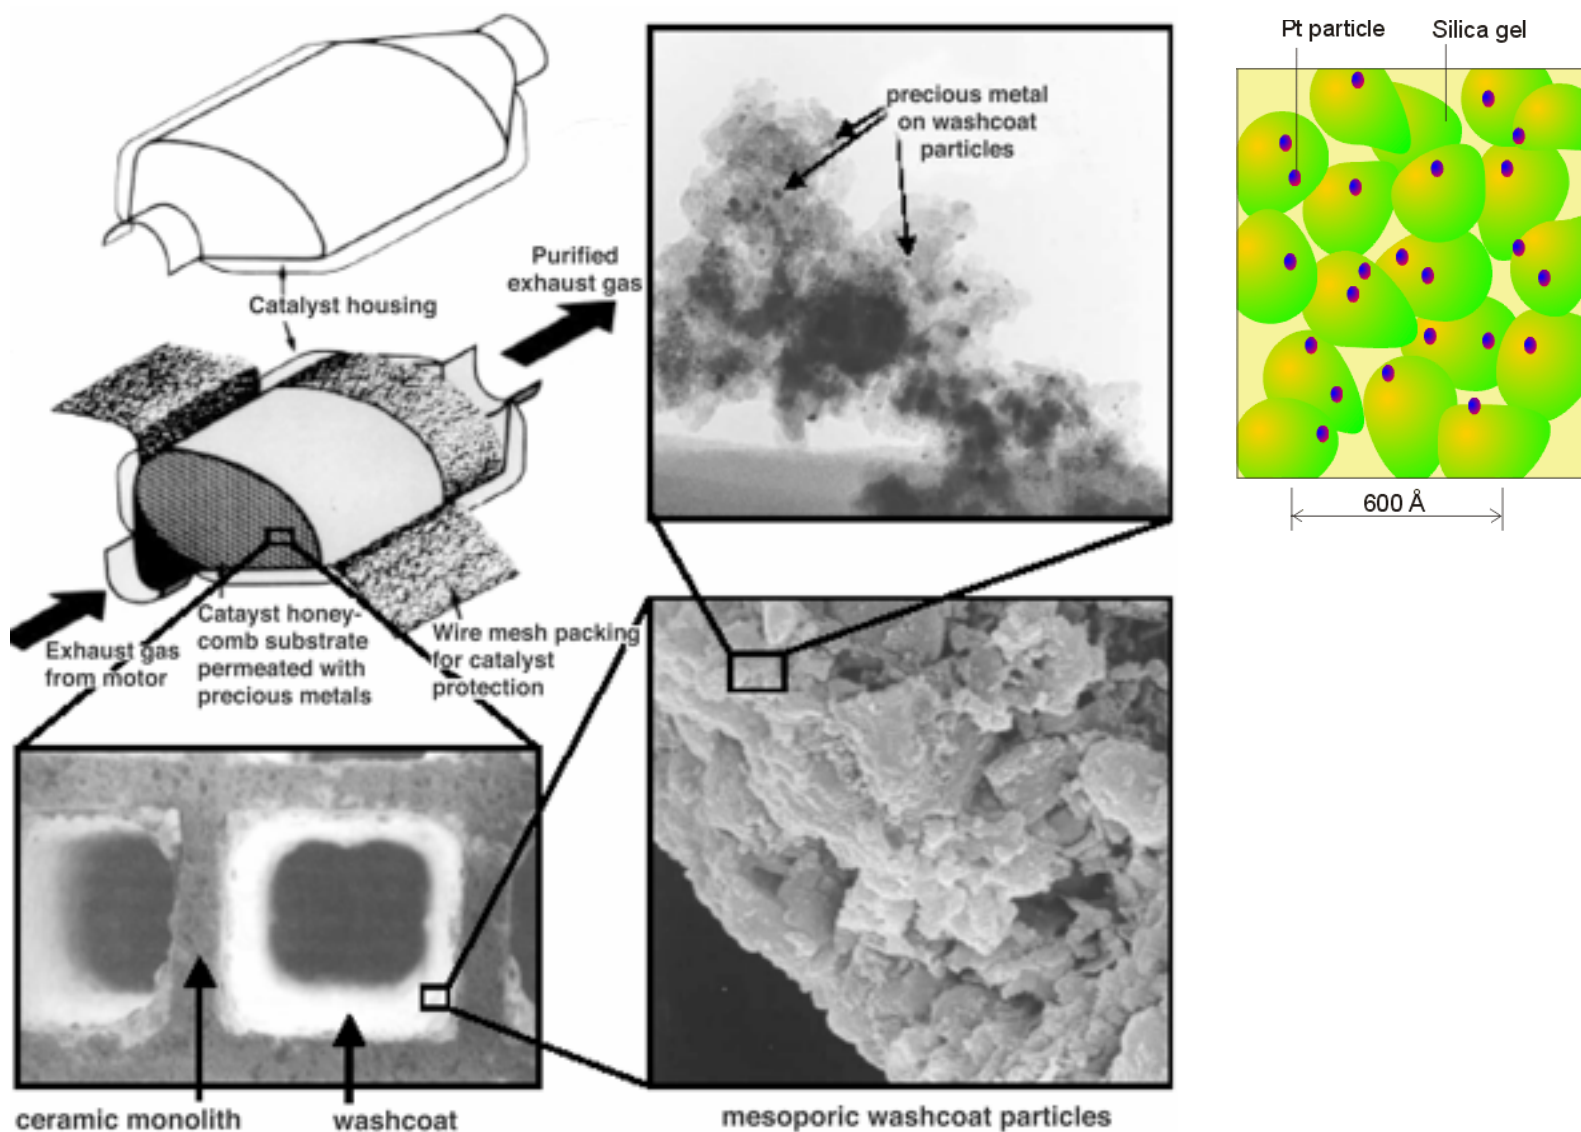 Pt particle
Silica gel
600 Å
precious metal
on washcoat
particles
Purified
exhaust gas
Catalyst housing
Exhaust gas
from motor
Catayst honey-
comb substrate
permeated with
precious metals
Wire mesh packing
for catalyst
protection
ceramic monolith
washcoat
mesoporic washcoat particles